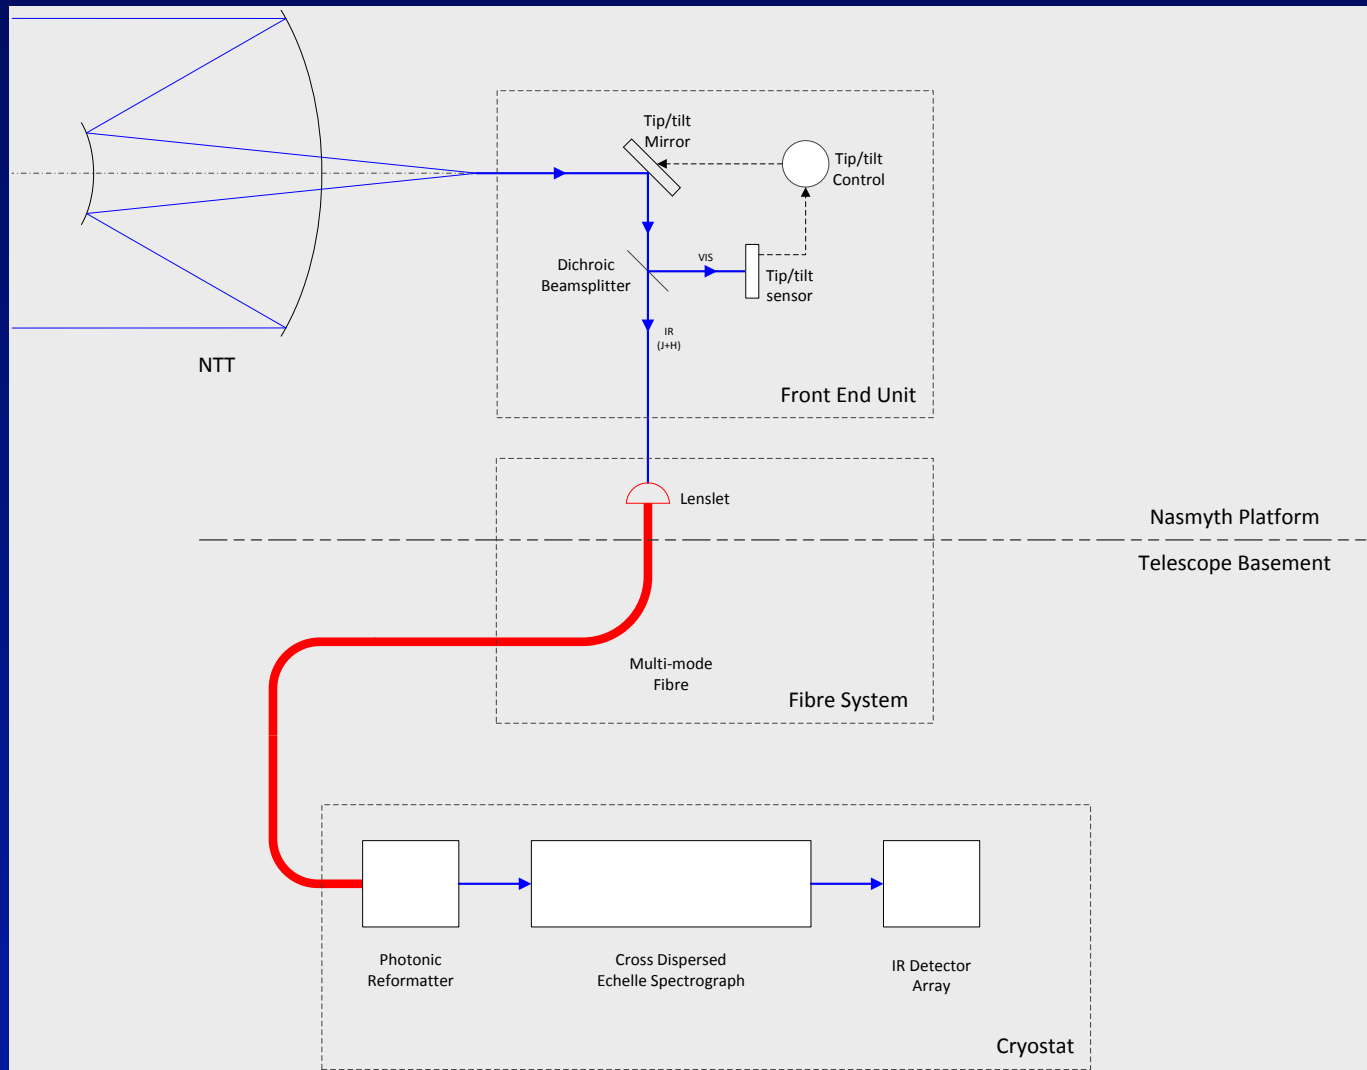 Tip/tilt
Mirror
Tip/tilt
Control
Dichroic
Beamsplitter
VIS
Tip/tilt
sensor
IR
(J+H)
NTT
Front End Unit
Lenslet
Nasmyth Platform
Telescope Basement
Multi-mode
Fibre
Fibre System
Photonic
Reformatter
Cross Dispersed
Echelle Spectrograph
IR Detector
Array
Cryostat